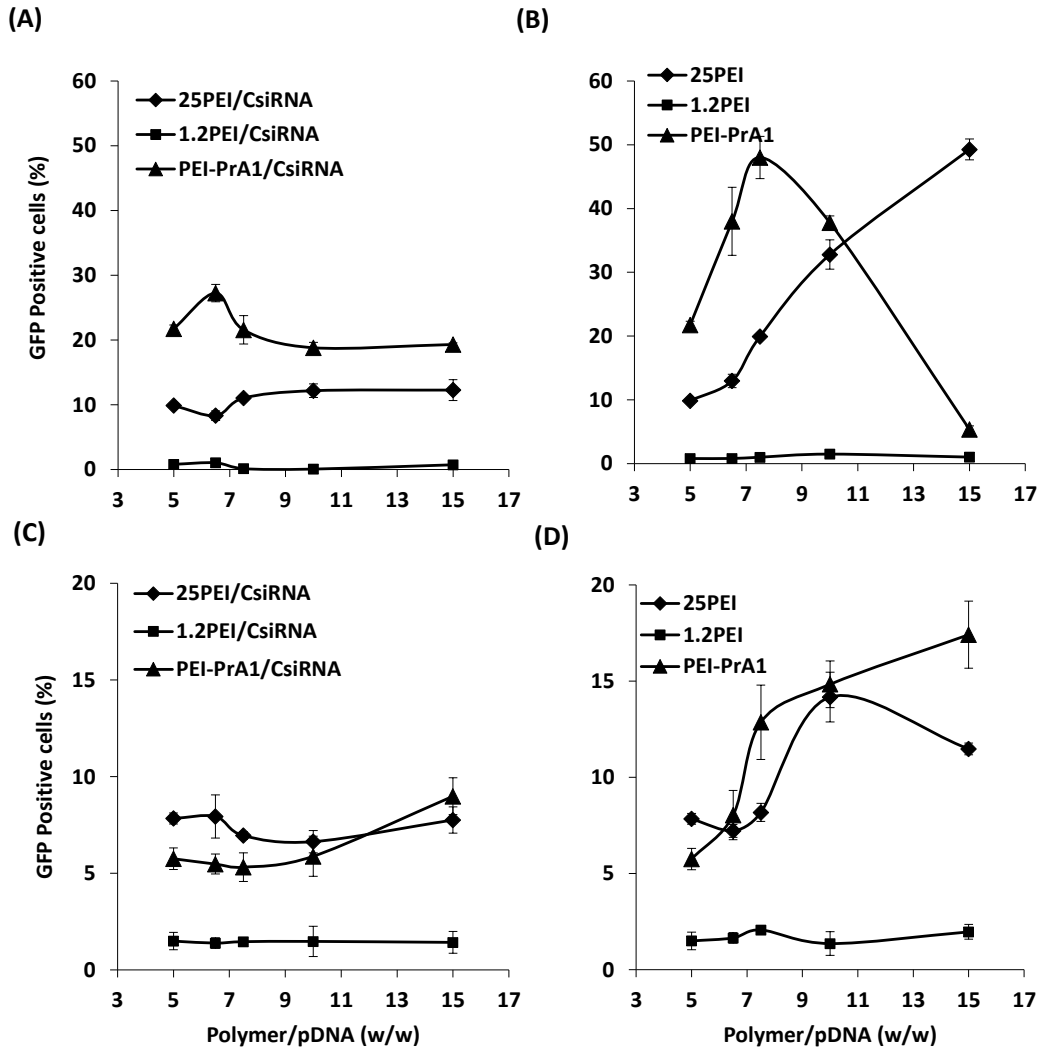 (A)
60
50
40
30
20
10
0
GFP Positive cells (%)
25PEI/CsiRNA
1.2PEI/CsiRNA
PEI-PrA1/CsiRNA
3 5 7 9 11 13 15 17
(B)
60
50
40
30
20
10
0
25PEI
1.2PEI
PEI-PrA1
3 5 7 9 11 13 15 17
(C)
20
15
10
5
0
GFP Positive cells (%)
25PEI/CsiRNA
1.2PEI/CsiRNA
PEI-PrA1/CsiRNA
3 5 7 9 11 13 15 17
Polymer/pDNA (w/w)
(D)
20
15
10
5
0
25PEI
1.2PEI
PEI-PrA1
3 5 7 9 11 13 15 17
Polymer/pDNA (w/w)